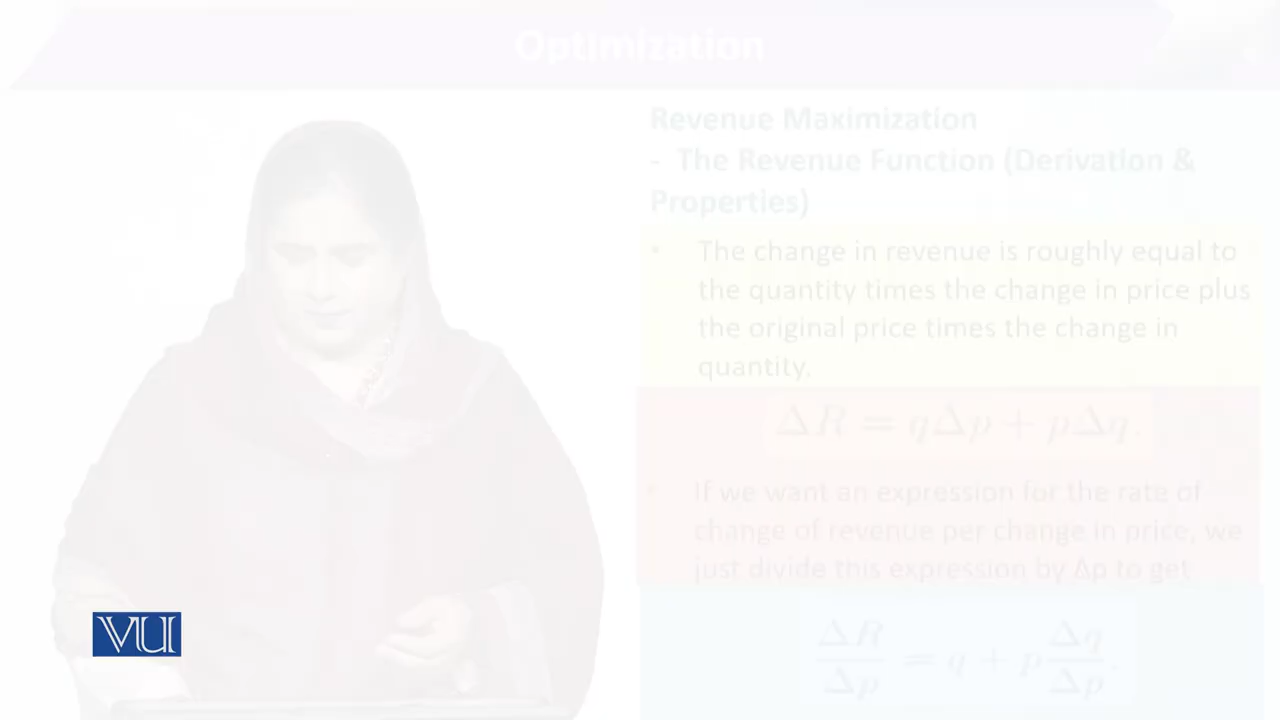 Optimization
Revenue Maximization
- The Revenue Function (Derivation &
Properties)
• The change in revenue is roughly equal to
the quantity times the change in price plus
the original price times the change in
quantity.
ΔR = qΔp + pΔq.
• If we want an expression for the rate of
change of revenue per change in price, we
just divide this expression by Δp to get
ΔR/Δp = q + p Δq/Δp.
VU